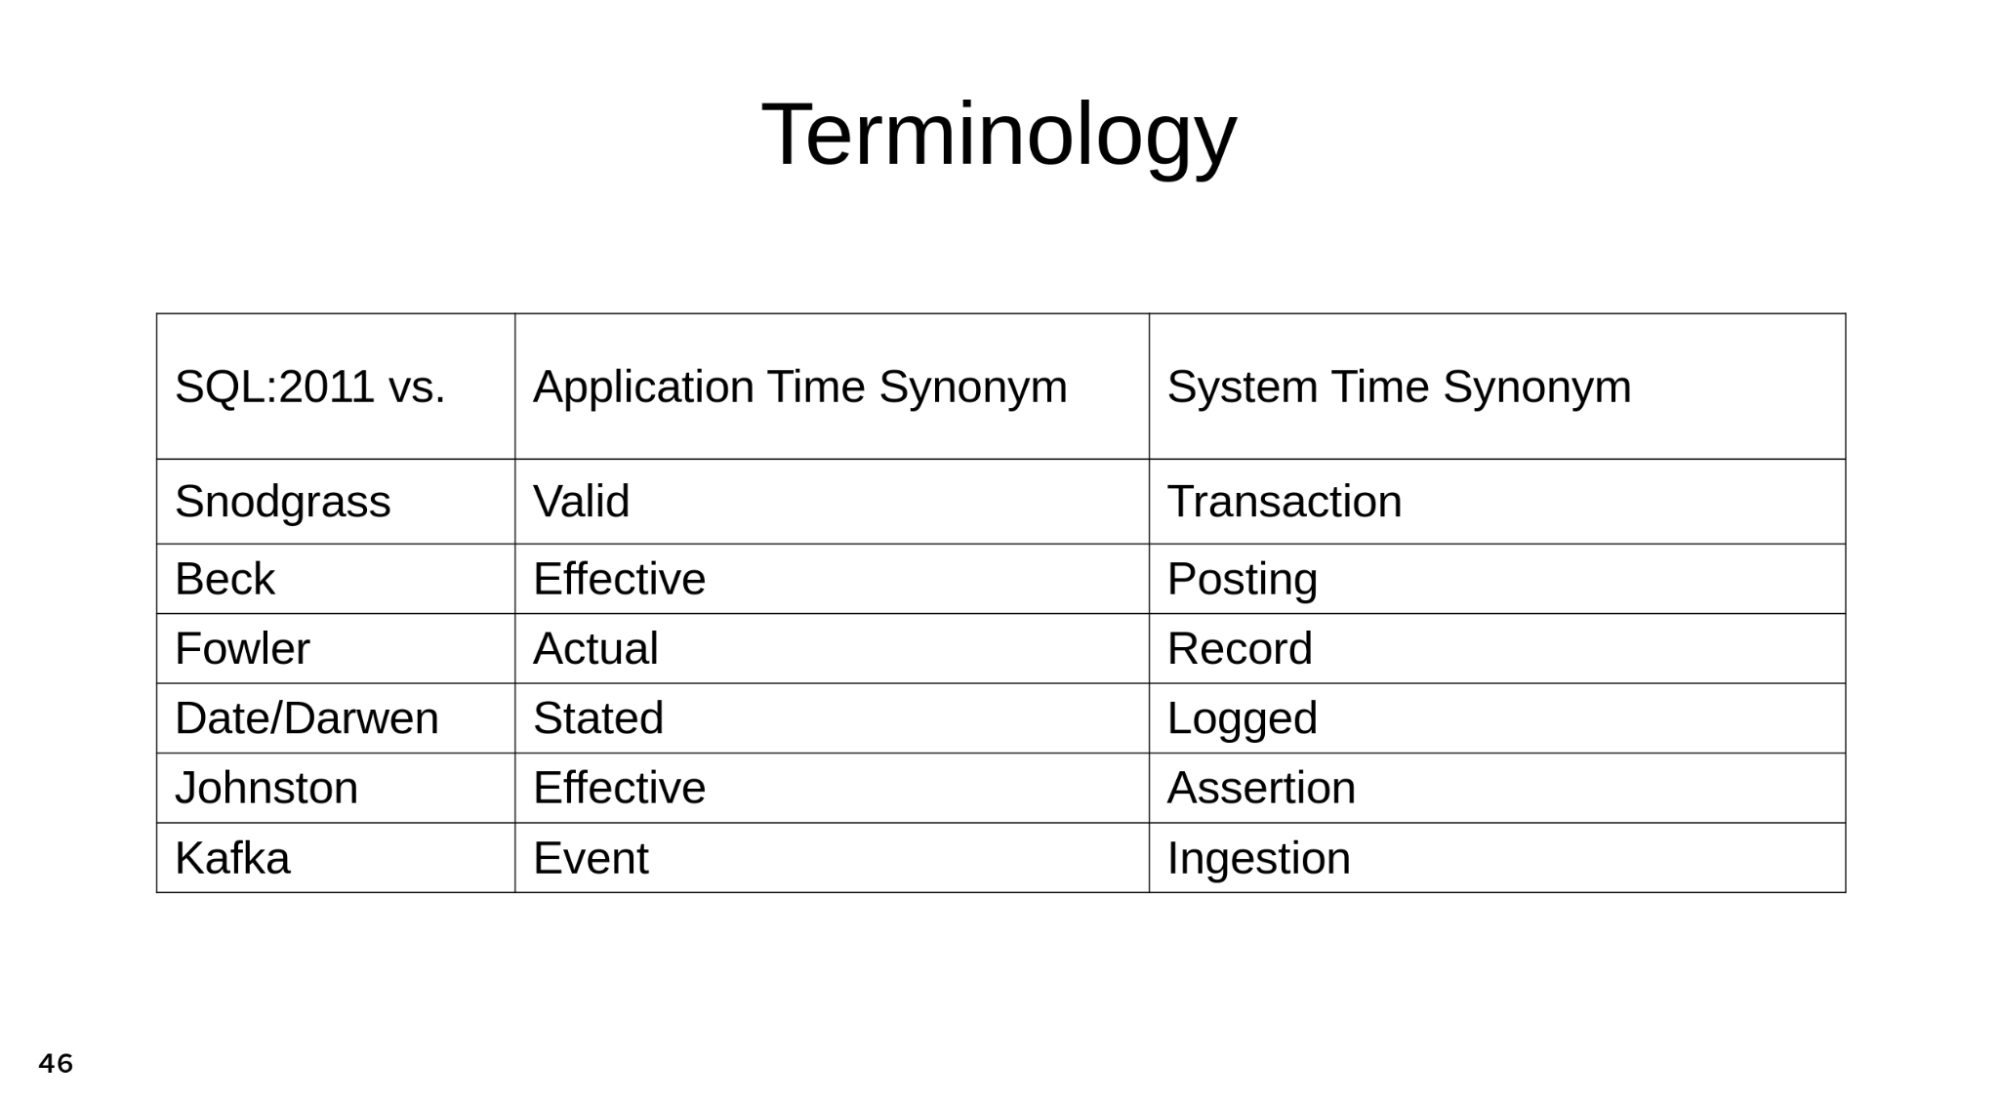 Terminology
SQL:2011 vs. Application Time Synonym System Time Synonym
Snodgrass Valid Transaction
Beck Effective Posting
Fowler Actual Record
Date/Darwen Stated Logged
Johnston Effective Assertion
Kafka Event Ingestion
46